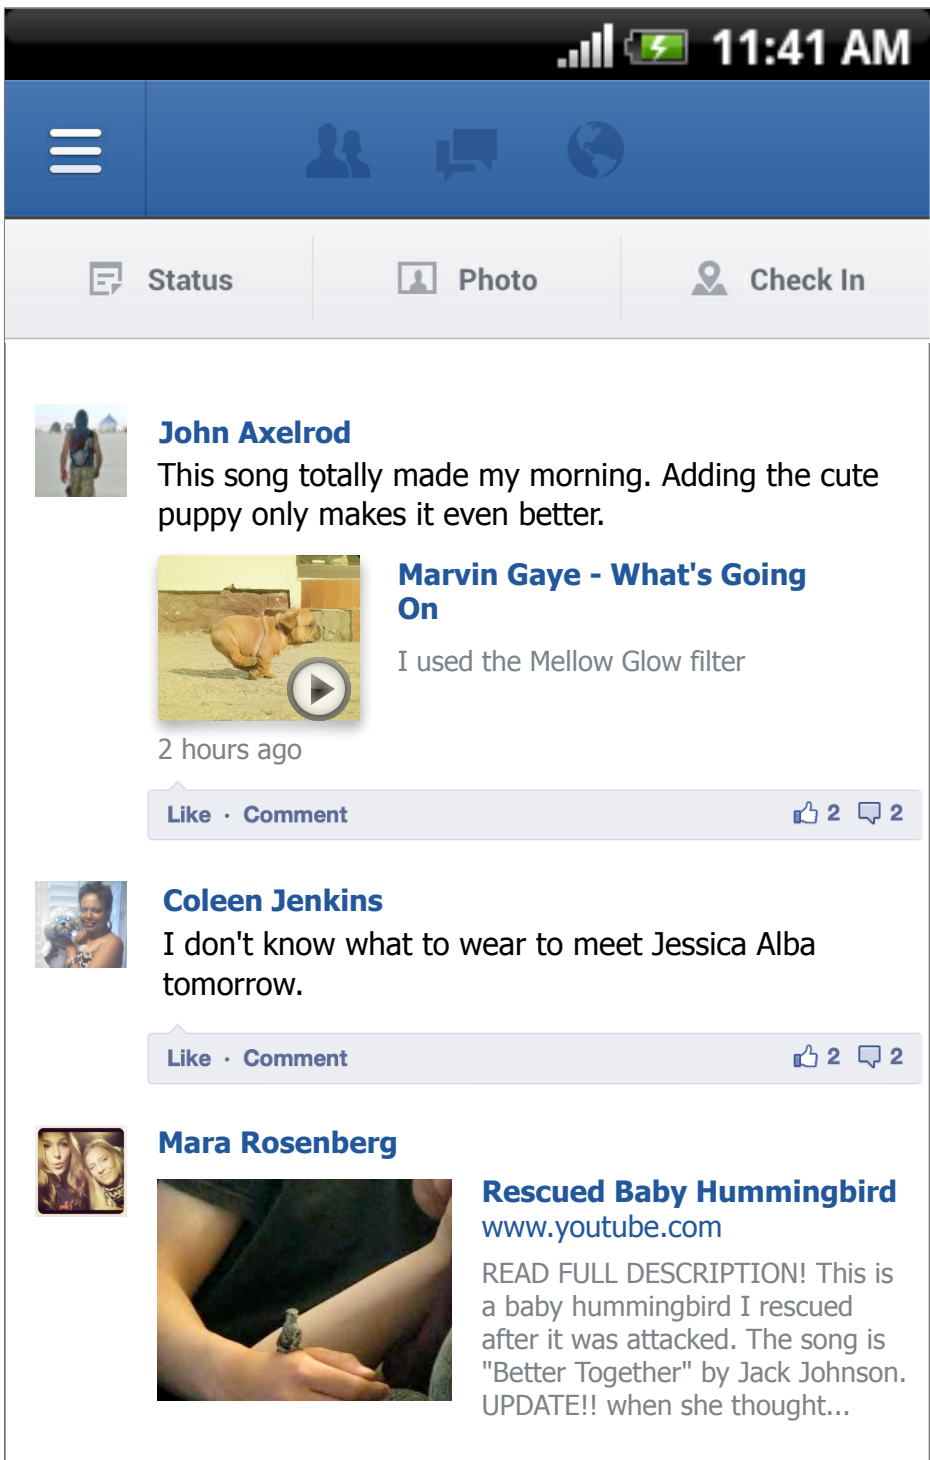 11:41 AM
Status
Photo
Check In
John Axelrod
This song totally made my morning. Adding the cute
puppy only makes it even better.
Marvin Gaye - What's Going
On
I used the Mellow Glow filter
2 hours ago
Like · Comment
2
2
Coleen Jenkins
I don't know what to wear to meet Jessica Alba
tomorrow.
Like · Comment
2
2
Mara Rosenberg
Rescued Baby Hummingbird
www.youtube.com
READ FULL DESCRIPTION! This is
a baby hummingbird I rescued
after it was attacked. The song is
"Better Together" by Jack Johnson.
UPDATE!! when she thought...